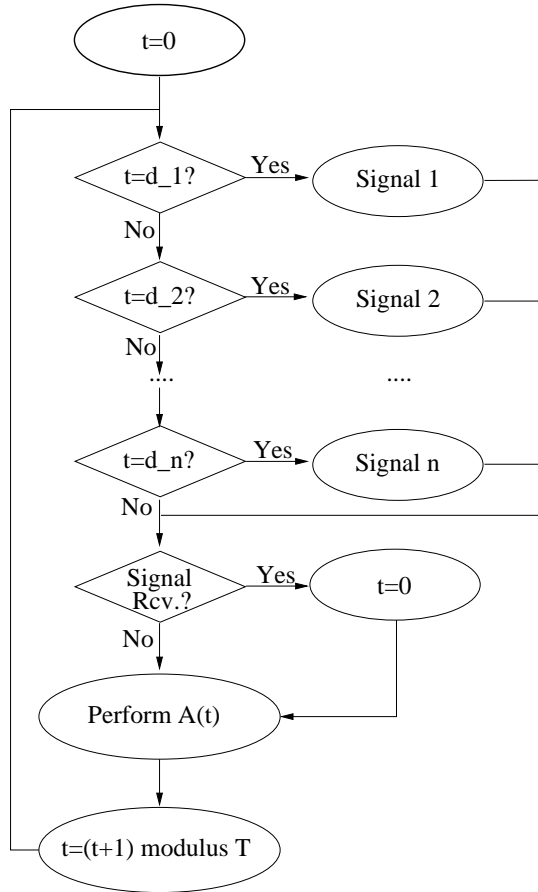 t=0
t=d_1?
Yes
Signal 1
No
t=d_2?
Yes
Signal 2
No
....
....
t=d_n?
Yes
Signal n
No
Signal
Rcv.?
Yes
t=0
No
Perform A(t)
t=(t+1) modulus T